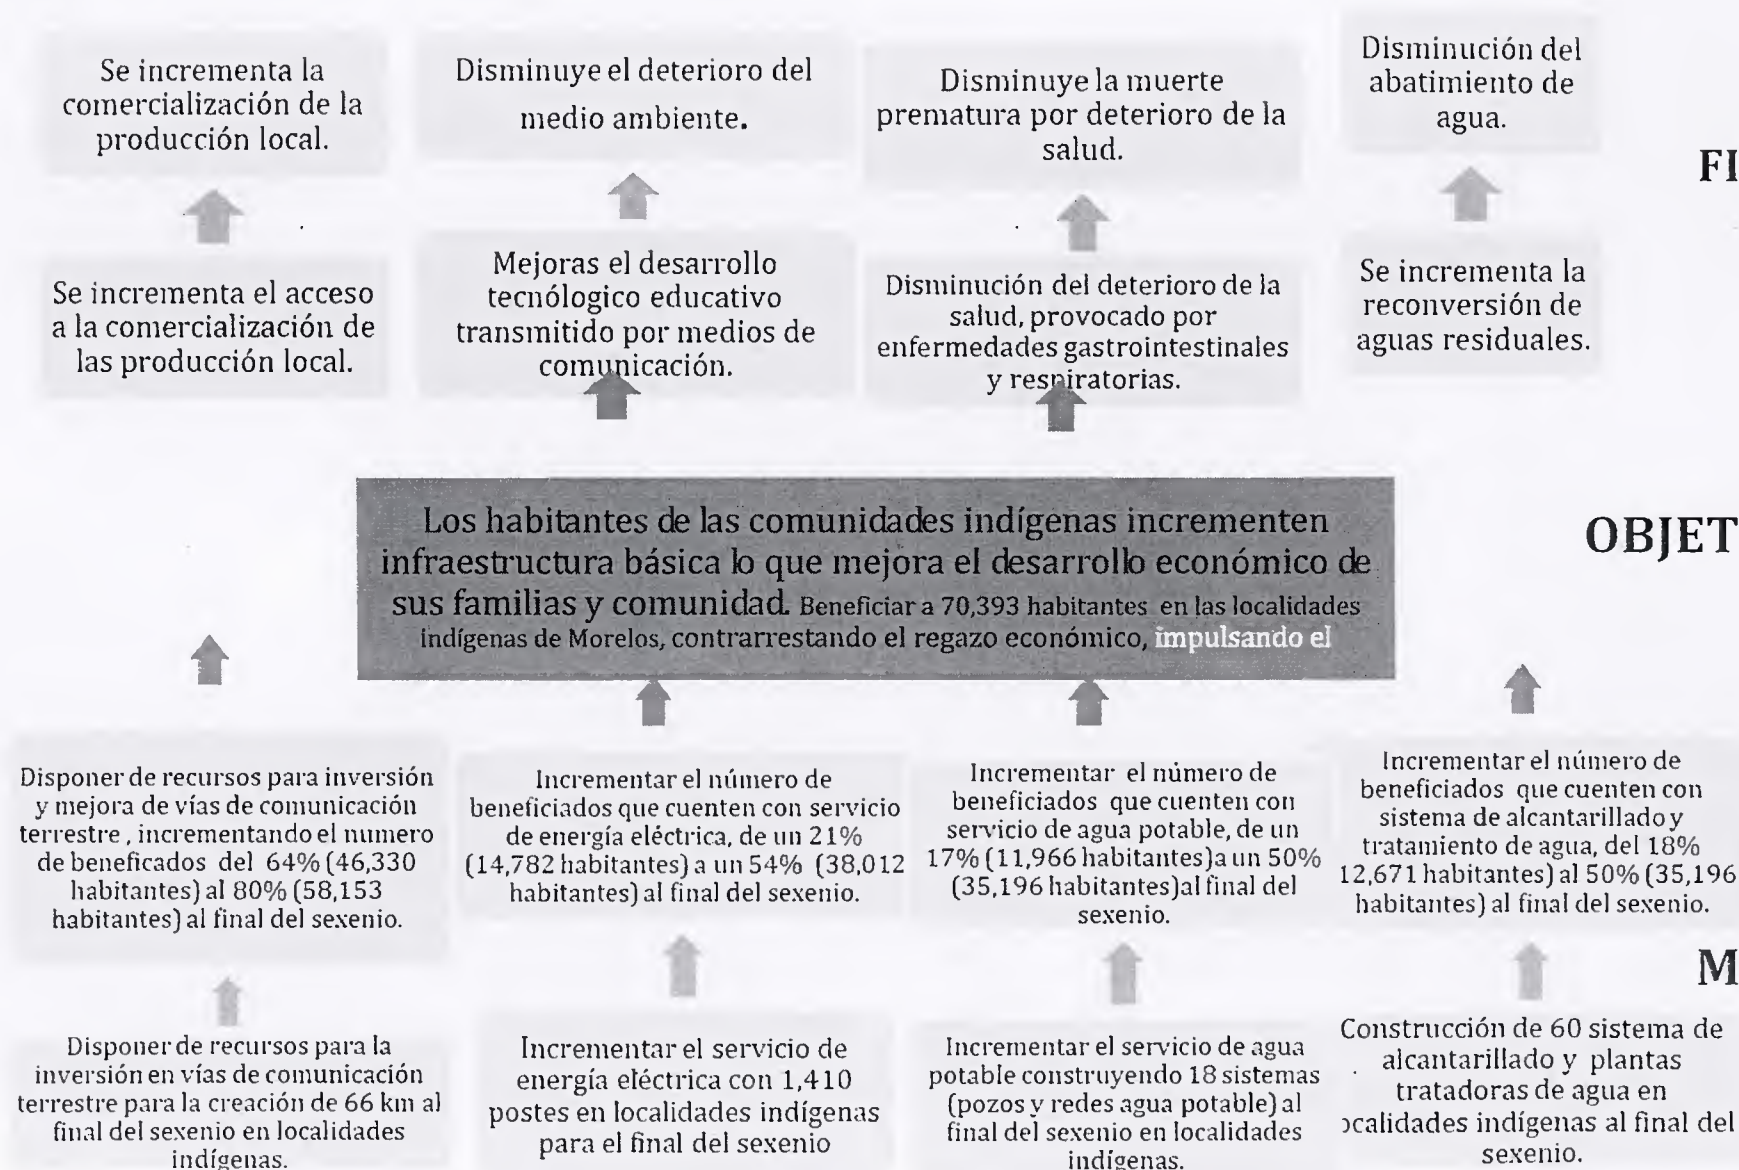 Se incrementa la
comercialización de la
producción local.
Disminuye el deterioro del
medio ambiente.
Disminuye la muerte
prematura por deterioro de la
salud.
Disminución del
abatimiento de
agua.
FI
Se incrementa el acceso
a la comercialización de
las producción local.
Mejoras el desarrollo
tecnólogico educativo
transmitido por medios de
comunicación.
Disminución del deterioro de la
salud, provocado por
enfermedades gastrointestinales
y respiratorias.
Se incrementa la
reconversión de
aguas residuales.
Los habitantes de las comunidades indígenas incrementen
infraestructura básica lo que mejora el desarrollo económico de
sus familias y comunidad. Beneficiar a 70,393 habitantes en las localidades
indígenas de Morelos, contrarrestando el regazo económico, impulsando el
OBJET
Disponer de recursos para inversión
y mejora de vías de comunicación
terrestre , incrementando el numero
de beneficados del 64% (46,330
habitantes) al 80% (58,153
habitantes) al final del sexenio.
Incrementar el número de
beneficiados que cuenten con servicio
de energía eléctrica, de un 21%
(14,782 habitantes) a un 54% (38,012
habitantes) al final del sexenio.
Incrementar el número de
beneficiados que cuenten con
servicio de agua potable, de un
17% (11,966 habitantes)a un 50%
(35,196 habitantes)al final del
sexenio.
Incrementar el número de
beneficiados que cuenten con
sistema de alcantarillado y
tratamiento de agua, del 18%
12,671 habitantes) al 50% (35,196
habitantes) al final del sexenio.
M
Disponer de recursos para la
inversión en vías de comunicación
terrestre para la creación de 66 km al
final del sexenio en localidades
indígenas.
Incrementar el servicio de
energía eléctrica con 1,410
postes en localidades indígenas
para el final del sexenio
Incrementar el servicio de agua
potable construyendo 18 sistemas
(pozos y redes agua potable) al
final del sexenio en localidades
indígenas.
Construcción de 60 sistema de
alcantarillado y plantas
tratadoras de agua en
ocalidades indígenas al final del
sexenio.